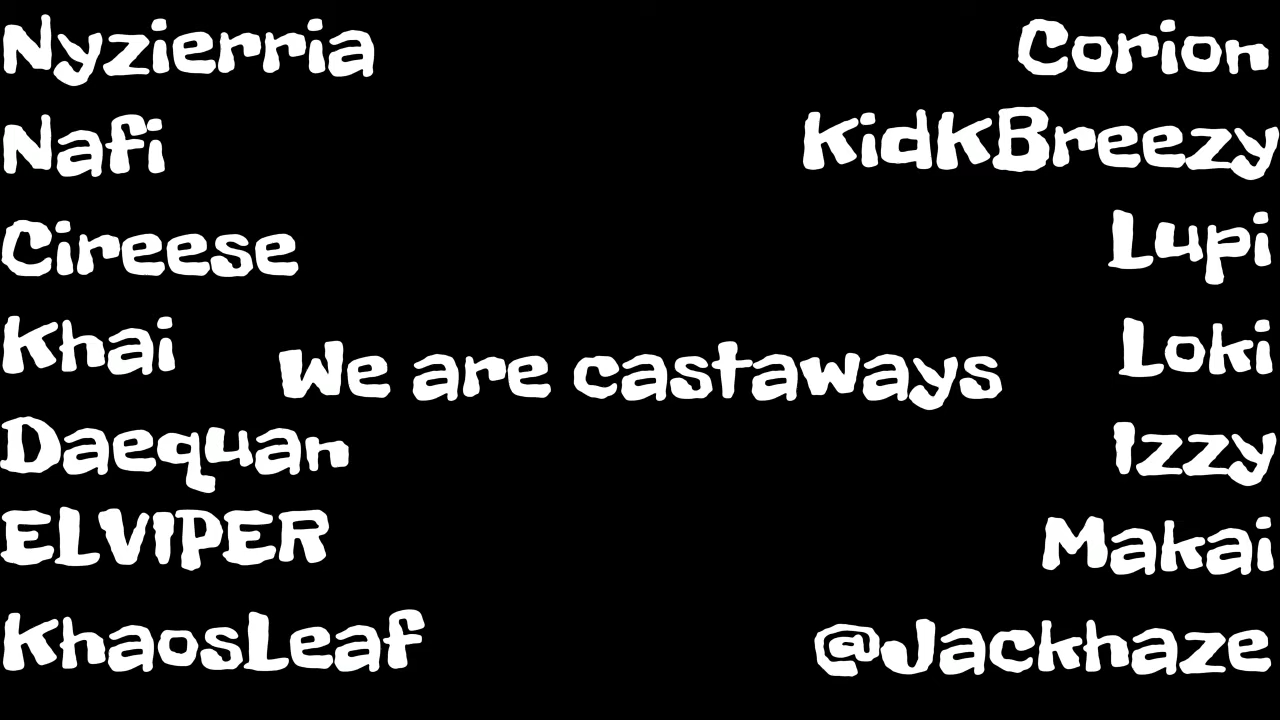 Nyzierria
Nafi
Cireese
Khai
Daequan
ELVIPER
KhaosLeaf
We are castaways
Corion
KidKBreezy
Lupi
Loki
Izzy
Makai
@Jackhaze